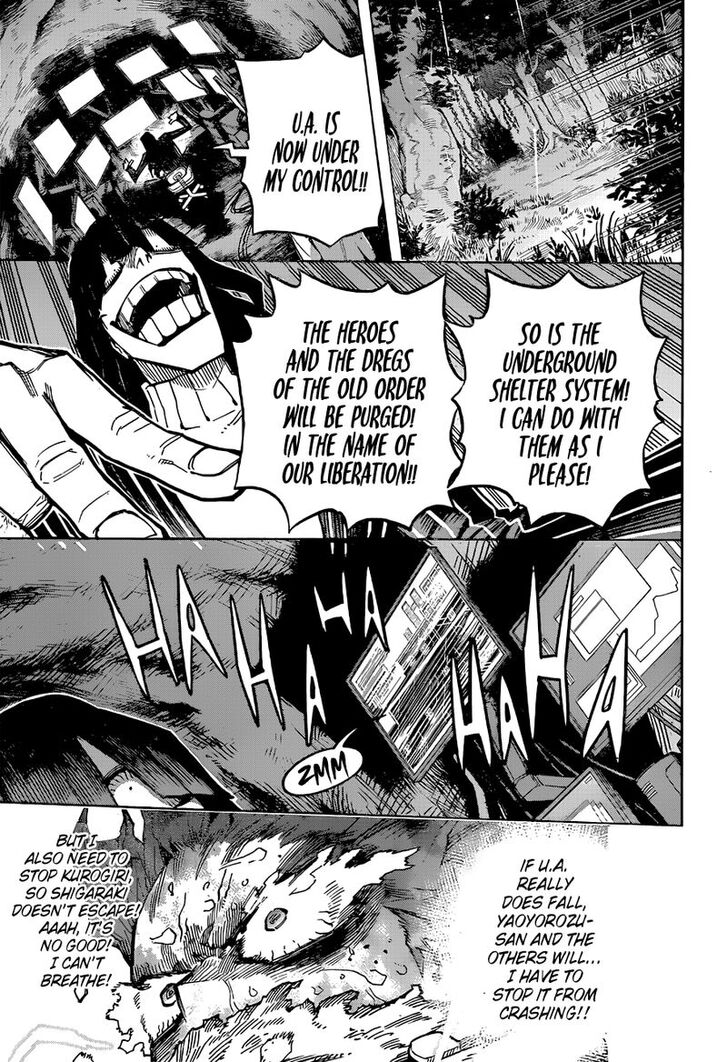 U.A. IS
NOW UNDER
MY CONTROL!!
SO IS THE
UNDERGROUND
SHELTER SYSTEM!
I CAN DO WITH
THEM AS I
PLEASE!
THE HEROES
AND THE DREGS
OF THE OLD ORDER
WILL BE PURGED!
IN THE NAME OF
OUR LIBERATION!!
HA
HA
HA
HA
HA
HA
HA
ZMM
IF U.A.
REALLY
DOES FALL,
YAOYOROZU-
SAN AND THE
OTHERS WILL...
I HAVE TO
STOP IT FROM
CRASHING!!
BUT I
ALSO NEED TO
STOP KUROGIRI,
SO SHIGARAKI
DOESN'T ESCAPE!
AAAH, IT'S
NO GOOD!
I CAN'T
BREATHE!